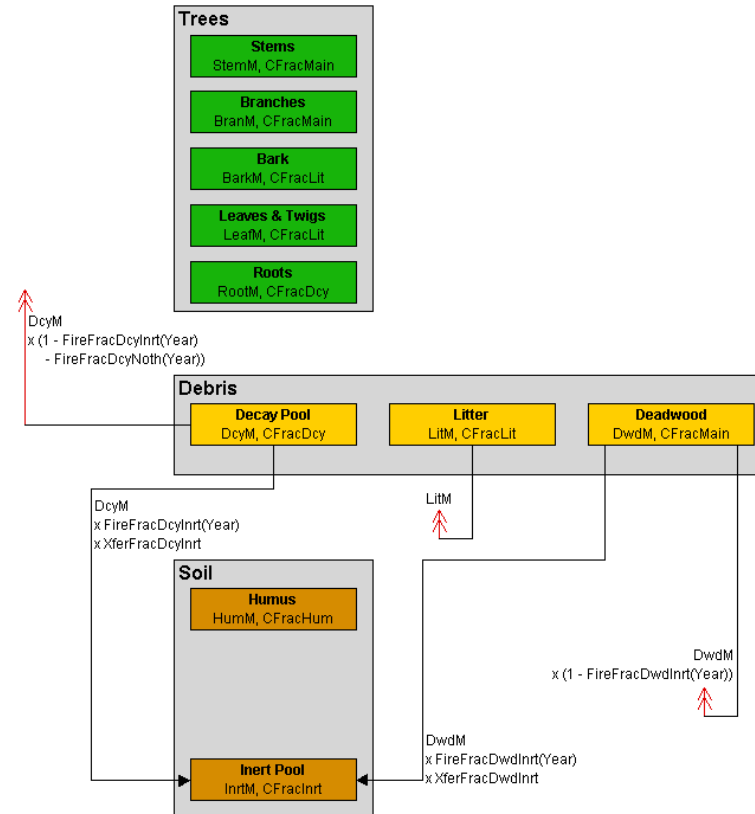 Trees
Stems
StemM, CFracMain
Branches
BranM, CFracMain
Bark
BarkM, CFracLit
Leaves & Twigs
LeafM, CFracLit
Roots
RootM, CFracDcy
DcyM
x (1 - FireFracDcyInrt(Year)
- FireFracDcyNoth(Year))
Debris
Decay Pool
DcyM, CFracDcy
Litter
LitM, CFracLit
Deadwood
DwdM, CFracMain
DcyM
x FireFracDcyInrt(Year)
x XferFracDcyInrt
LitM
Soil
Humus
HumM, CFracHum
DwdM
x (1 - FireFracDwdInrt(Year))
DwdM
x FireFracDwdInrt(Year)
x XferFracDwdInrt
Inert Pool
InrtM, CFracInrt